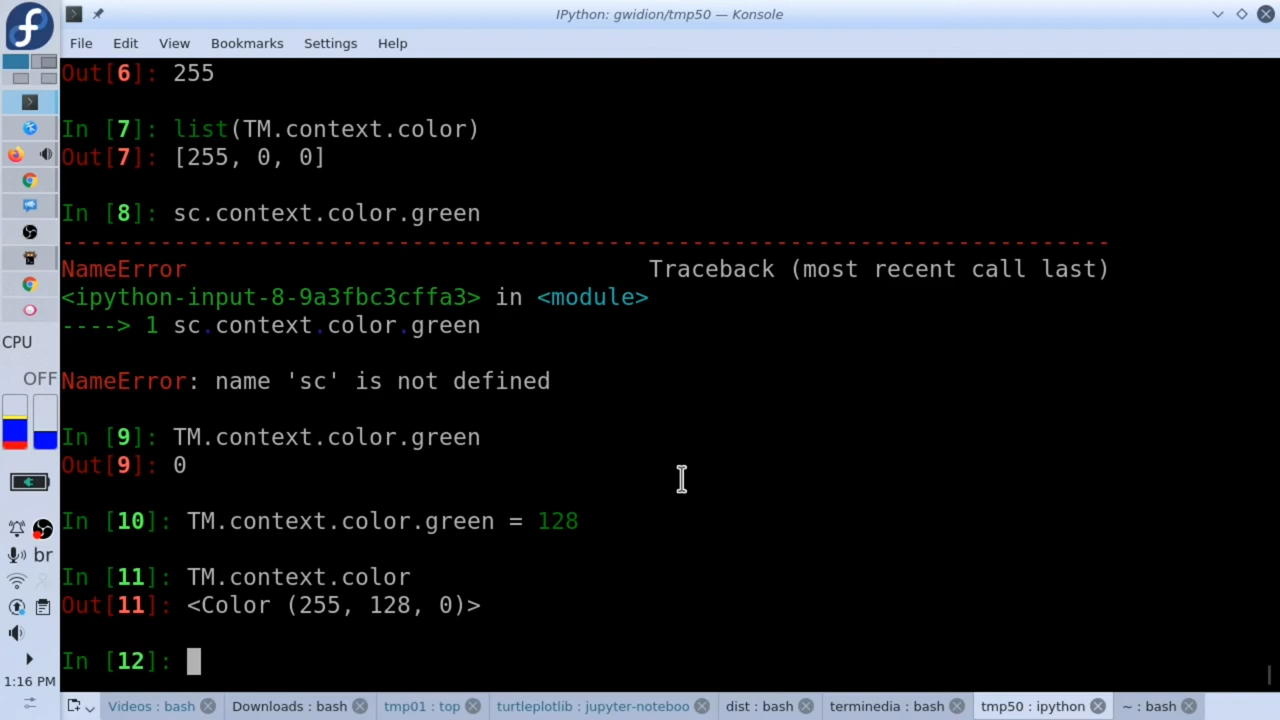 IPython: gwidion/tmp50 — Konsole
File Edit View Bookmarks Settings Help
Out[6]: 255
In [7]: list(TM.context.color)
Out[7]: [255, 0, 0]
In [8]: sc.context.color.green
--------------------------------------------------------------------------- 
NameError Traceback (most recent call last)
<ipython-input-8-9a3fbc3cffa3> in <module>
----> 1 sc.context.color.green
NameError: name 'sc' is not defined
In [9]: TM.context.color.green
Out[9]: 0
In [10]: TM.context.color.green = 128
In [11]: TM.context.color
Out[11]: <Color (255, 128, 0)>
In [12]:
CPU
OFF
br
1:16 PM
Videos : bash Downloads : bash tmp01 : top turtleplotlib : jupyter-noteboo dist : bash terminedia : bash tmp50 : ipython ~ : bash